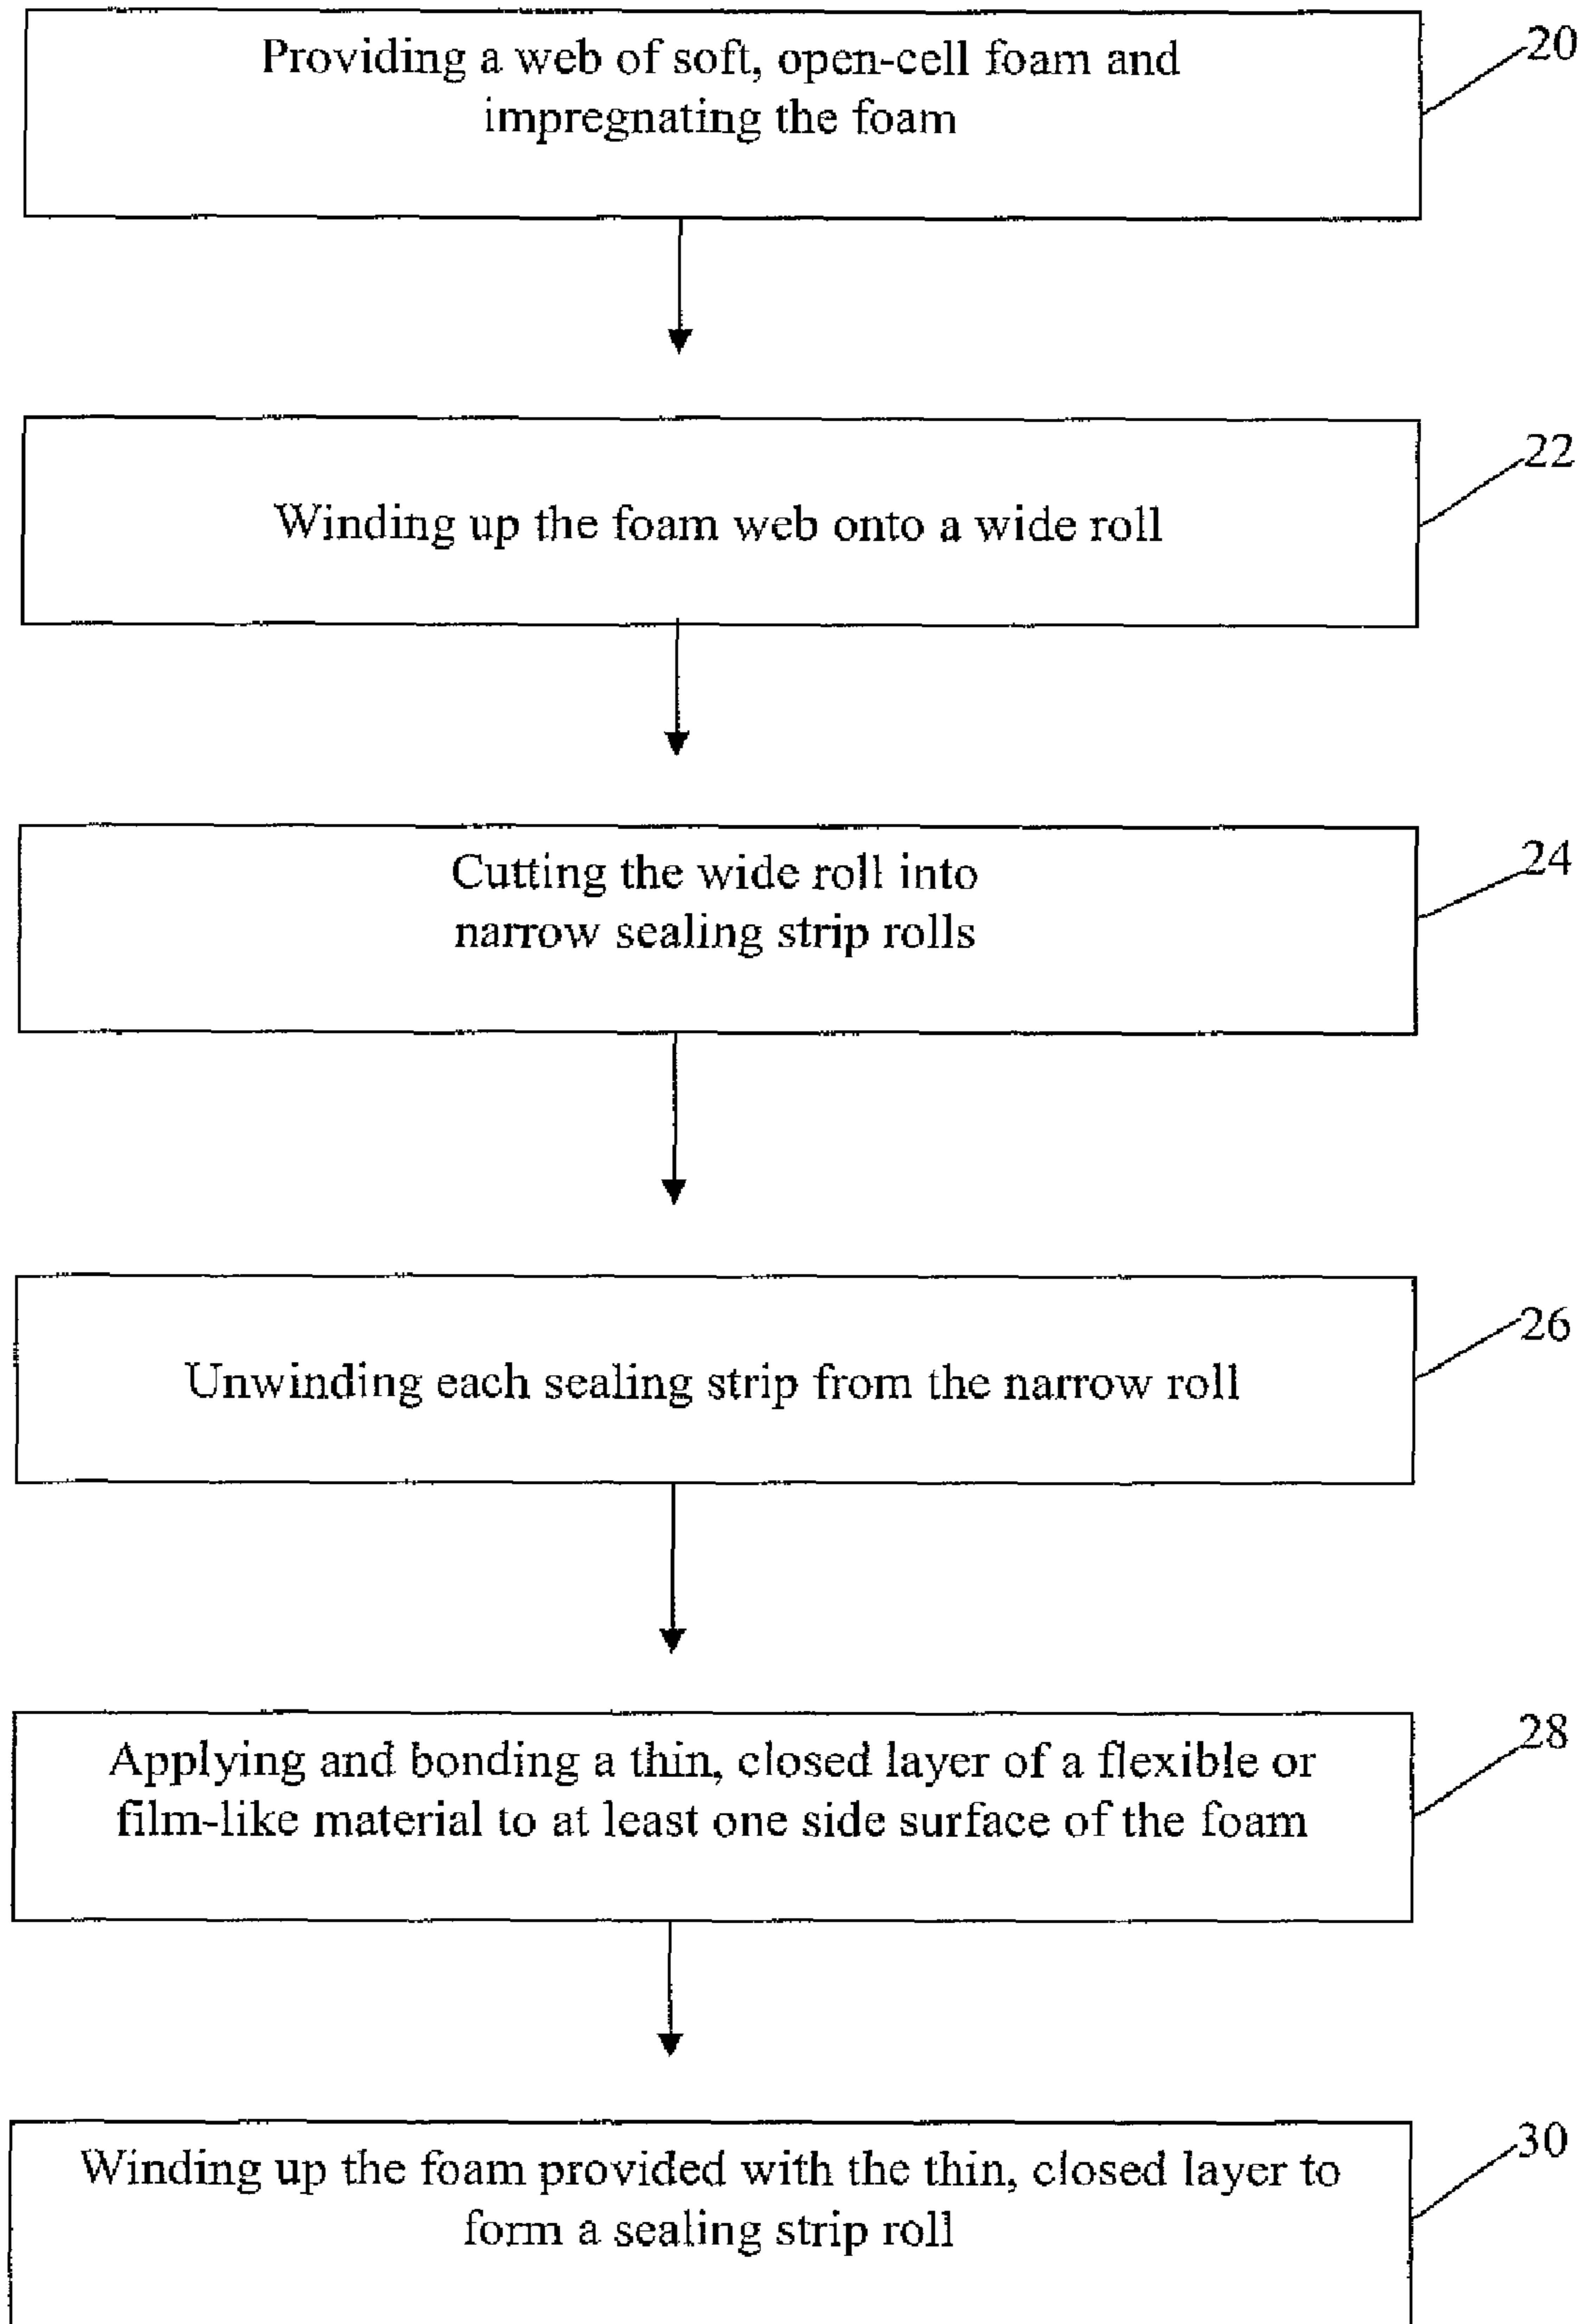 Providing a web of soft, open-cell foam and
impregnating the foam
20
Winding up the foam web onto a wide roll
22
Cutting the wide roll into
narrow sealing strip rolls
24
Unwinding each sealing strip from the narrow roll
26
Applying and bonding a thin, closed layer of a flexible or
film-like material to at least one side surface of the foam
28
Winding up the foam provided with the thin, closed layer to
form a sealing strip roll
30